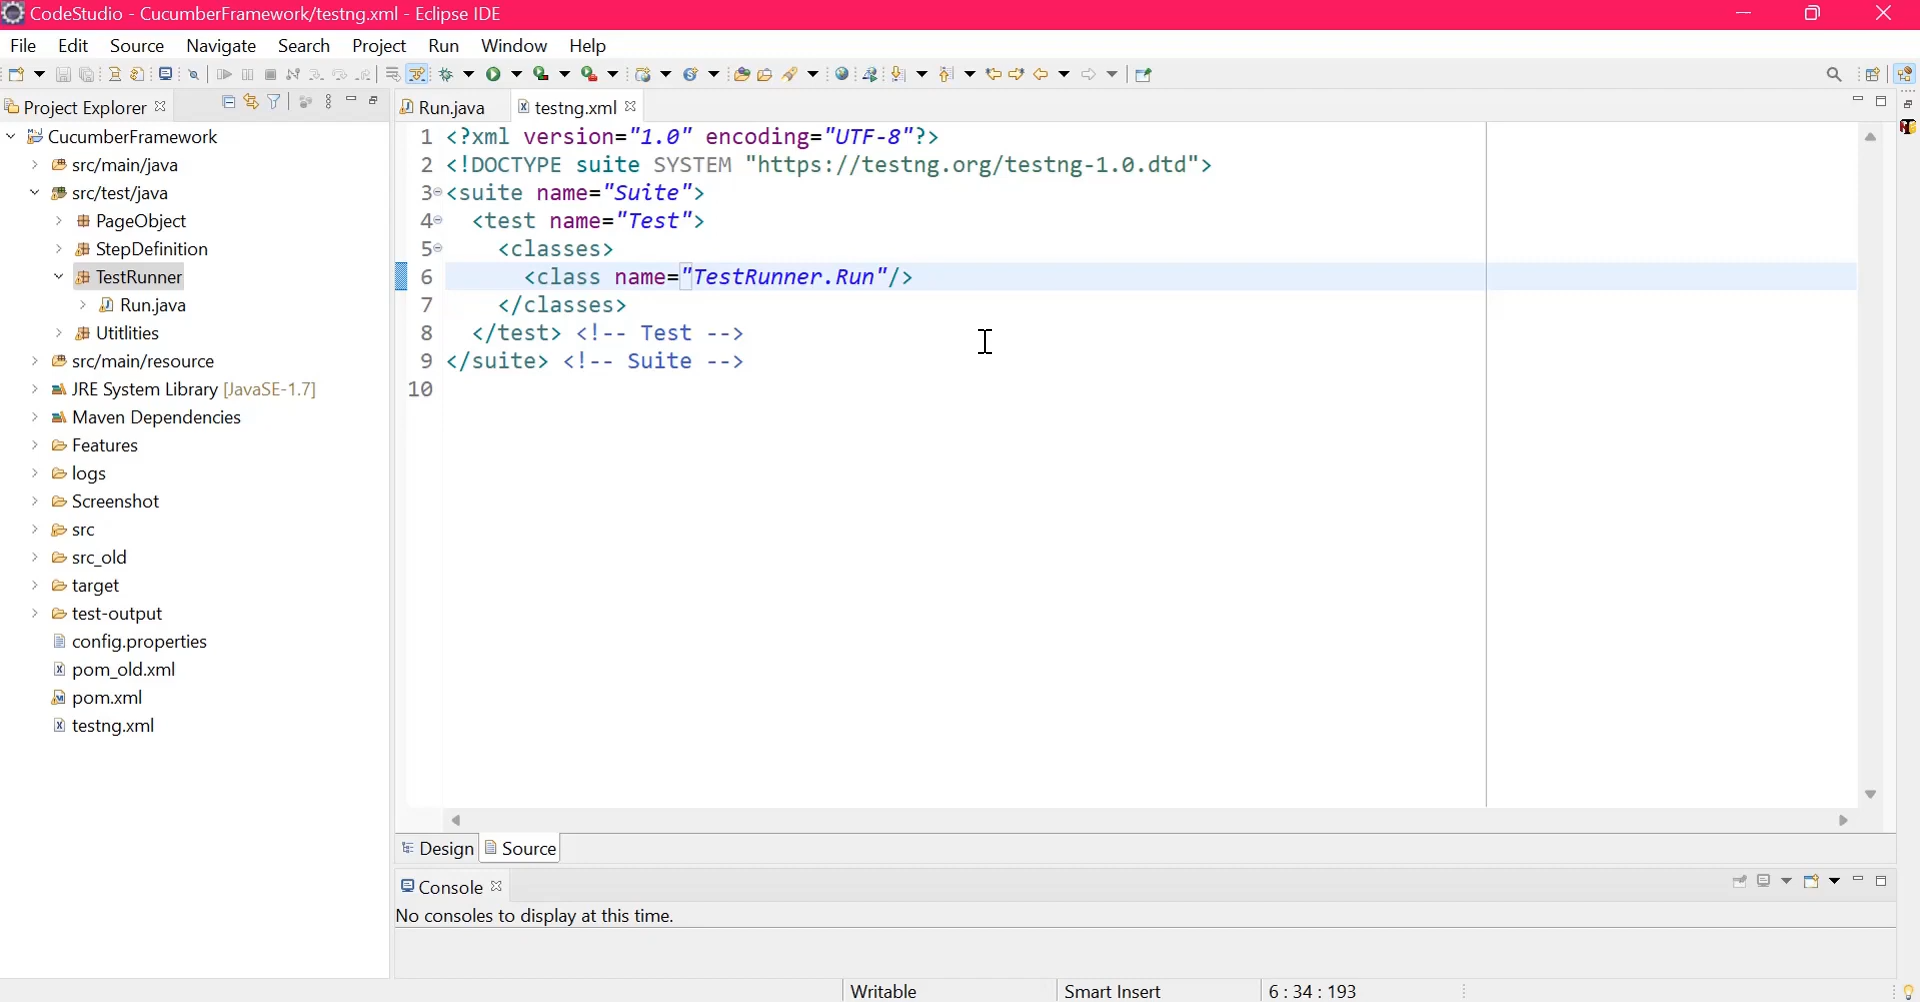 CodeStudio - CucumberFramework/testng.xml - Eclipse IDE
File Edit Source Navigate Search Project Run Window Help
Project Explorer
CucumberFramework
src/main/java
src/test/java
PageObject
StepDefinition
TestRunner
Run.java
Utitlities
src/main/resource
JRE System Library [JavaSE-1.7]
Maven Dependencies
Features
logs
Screenshot
src
src_old
target
test-output
config.properties
pom_old.xml
pom.xml
testng.xml
Run.java testng.xml
1 <?xml version="1.0" encoding="UTF-8"?>
2 <!DOCTYPE suite SYSTEM "https://testng.org/testng-1.0.dtd">
3 <suite name="Suite">
4 <test name="Test">
5 <classes>
6 <class name="TestRunner.Run"/>
7 </classes>
8 </test> <!-- Test -->
9 </suite> <!-- Suite -->
10
Design Source
Console
No consoles to display at this time.
Writable Smart Insert 6 : 34 : 193